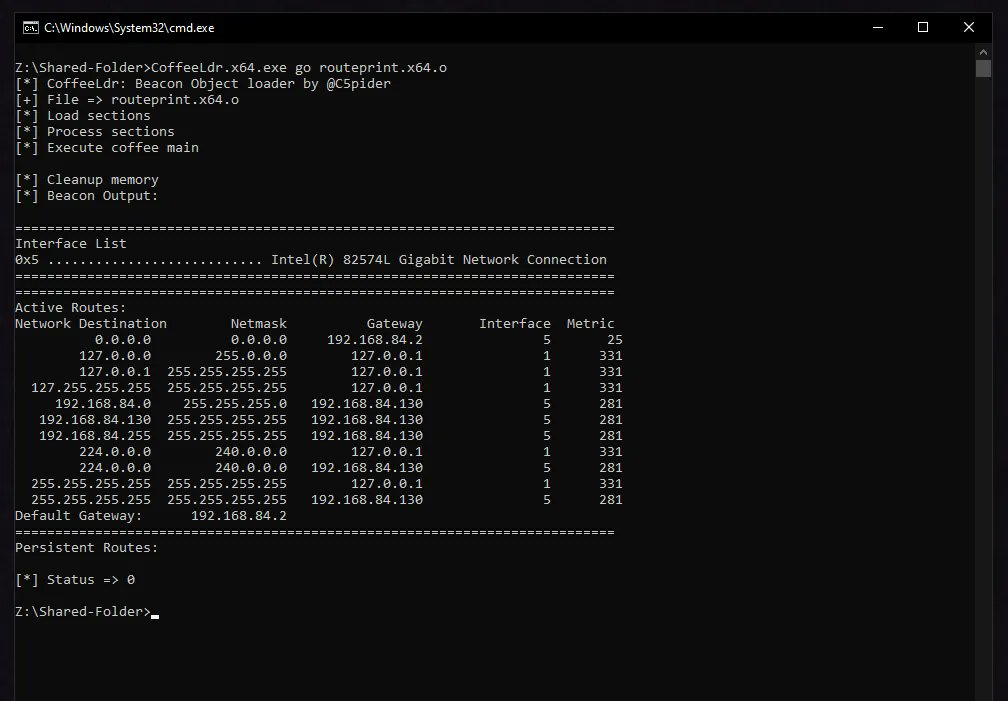 C:\Windows\System32\cmd.exe
Z:\Shared-Folder>CoffeeLdr.x64.exe go routeprint.x64.o
[*] CoffeeLdr: Beacon Object loader by @C5pider
[+] File => routeprint.x64.o
[*] Load sections
[*] Process sections
[*] Execute coffee main
[*] Cleanup memory
[*] Beacon Output:
===========================================================================
Interface List
0x5 ........................... Intel(R) 82574L Gigabit Network Connection
===========================================================================
===========================================================================
Active Routes:
Network Destination        Netmask          Gateway       Interface  Metric
          0.0.0.0          0.0.0.0     192.168.84.2               5       25
        127.0.0.0        255.0.0.0        127.0.0.1               1      331
        127.0.0.1  255.255.255.255        127.0.0.1               1      331
  127.255.255.255  255.255.255.255        127.0.0.1               1      331
     192.168.84.0    255.255.255.0   192.168.84.130               5      281
   192.168.84.130  255.255.255.255   192.168.84.130               5      281
   192.168.84.255  255.255.255.255   192.168.84.130               5      281
        224.0.0.0        240.0.0.0        127.0.0.1               1      331
        224.0.0.0        240.0.0.0   192.168.84.130               5      281
  255.255.255.255  255.255.255.255        127.0.0.1               1      331
  255.255.255.255  255.255.255.255   192.168.84.130               5      281
Default Gateway:      192.168.84.2
===========================================================================
Persistent Routes:
[*] Status => 0
Z:\Shared-Folder>